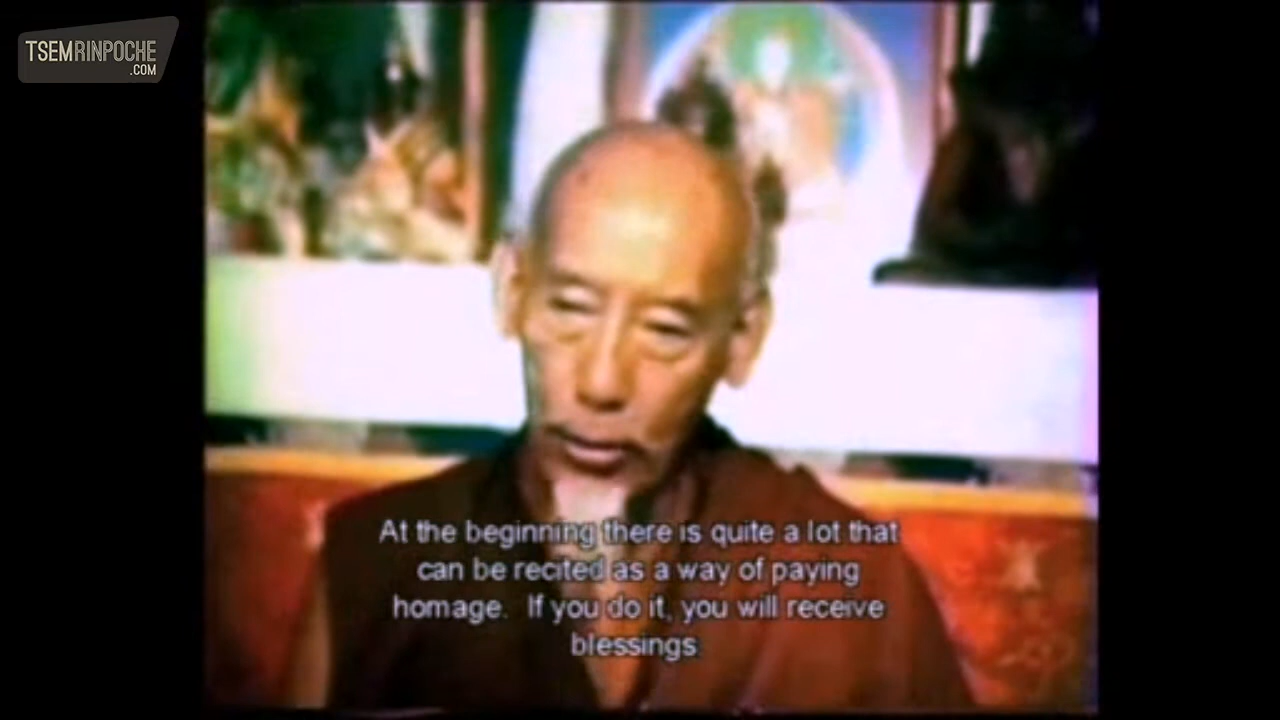 TSEMRINPOCHE
.COM
At the beginning there is quite a lot that
can be recited as a way of paying
homage. If you do it, you will receive
blessings